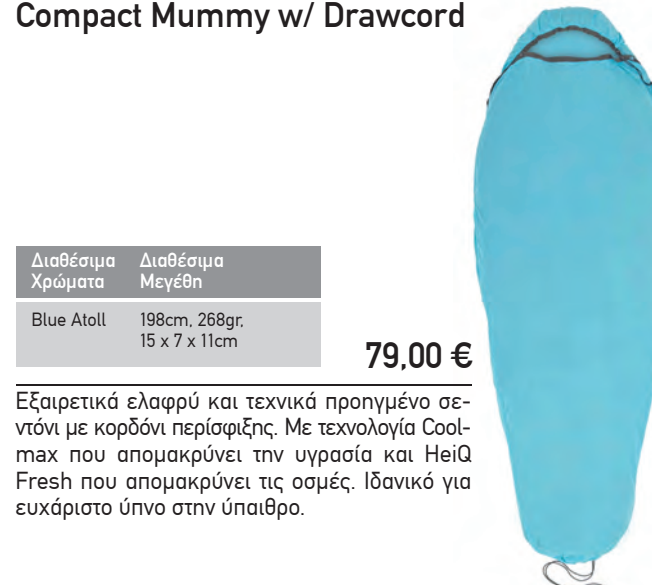 Compact Mummy w/ Drawcord
Διαθέσιμα Χρώματα
Διαθέσιμα Μεγέθη
Blue Atoll
198cm, 268gr,
15 x 7 x 11cm
79,00 €
Εξαιρετικά ελαφρύ και τεχνικά προηγμένο σε-
ντόνι με κορδόνι περίσφιξης. Με τεχνολογία Cool-
max που απομακρύνει την υγρασία και HeiQ
Fresh που απομακρύνει τις οσμές. Ιδανικό για
ευχάριστο ύπνο στην ύπαιθρο.